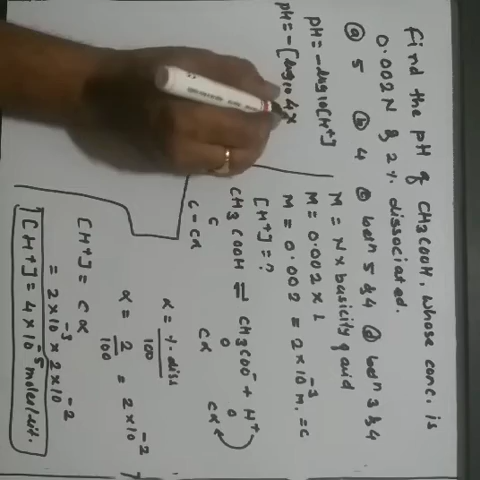 Find the pH of CH3COOH, whose conc. is
0.002N & 2% dissociated.
(a) 5 (b) 4 (c) betn 5 & 4 (d) betn 3 & 4
M = N × basicity of acid
M = 0.002 × 1
M = 0.002 = 2 × 10⁻³ m. = c
[H+] = ?
CH3COOH ⇌ CH3COO⁻ + H⁺
c 0 0
c - cα cα cα
α = % diss / 100
α = 2 / 100 = 2 × 10⁻²
[H+] = c α
= 2 × 10⁻³ × 2 × 10⁻²
[H+] = 4 × 10⁻⁵ moles/lit.
pH = - log10 [H+]
pH = - [log10 4 ×